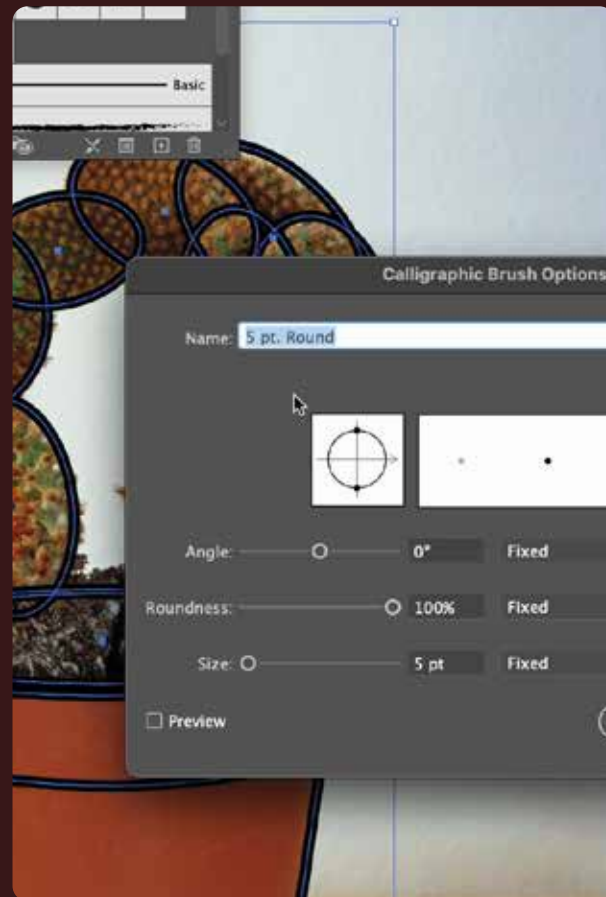 Basic
Calligraphic Brush Options
Name: 5 pt. Round
Angle: 0° Fixed
Roundness: 100% Fixed
Size: 5 pt Fixed
Preview